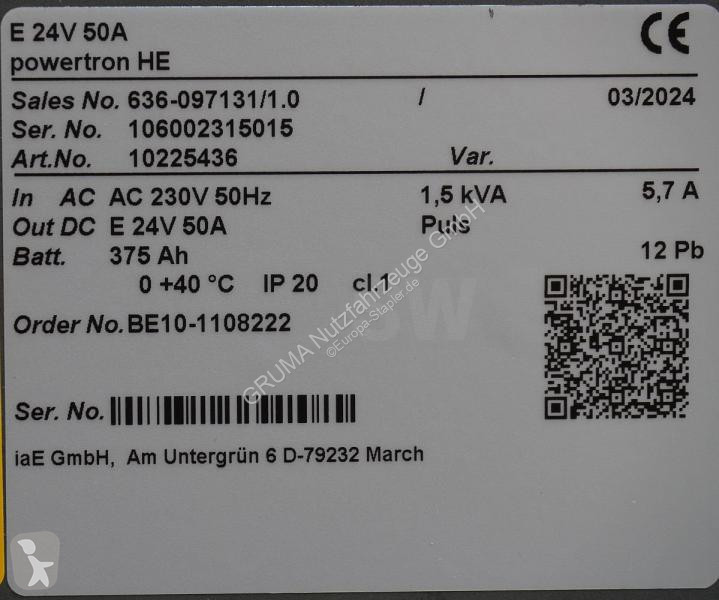 E 24V 50A
powertron HE
CE
Sales No. 636-097131/1.0 / 03/2024
Ser. No. 106002315015
Art.No. 10225436 Var.
In AC AC 230V 50Hz 1,5 kVA 5,7 A
Out DC E 24V 50A Puls
Batt. 375 Ah 12 Pb
0 +40 °C IP 20 cl.1
Order No. BE10-1108222
Ser. No.
iaE GmbH, Am Untergrün 6 D-79232 March
GRUMA Nutzfahrzeuge GmbH
©Europa-Stapler.de